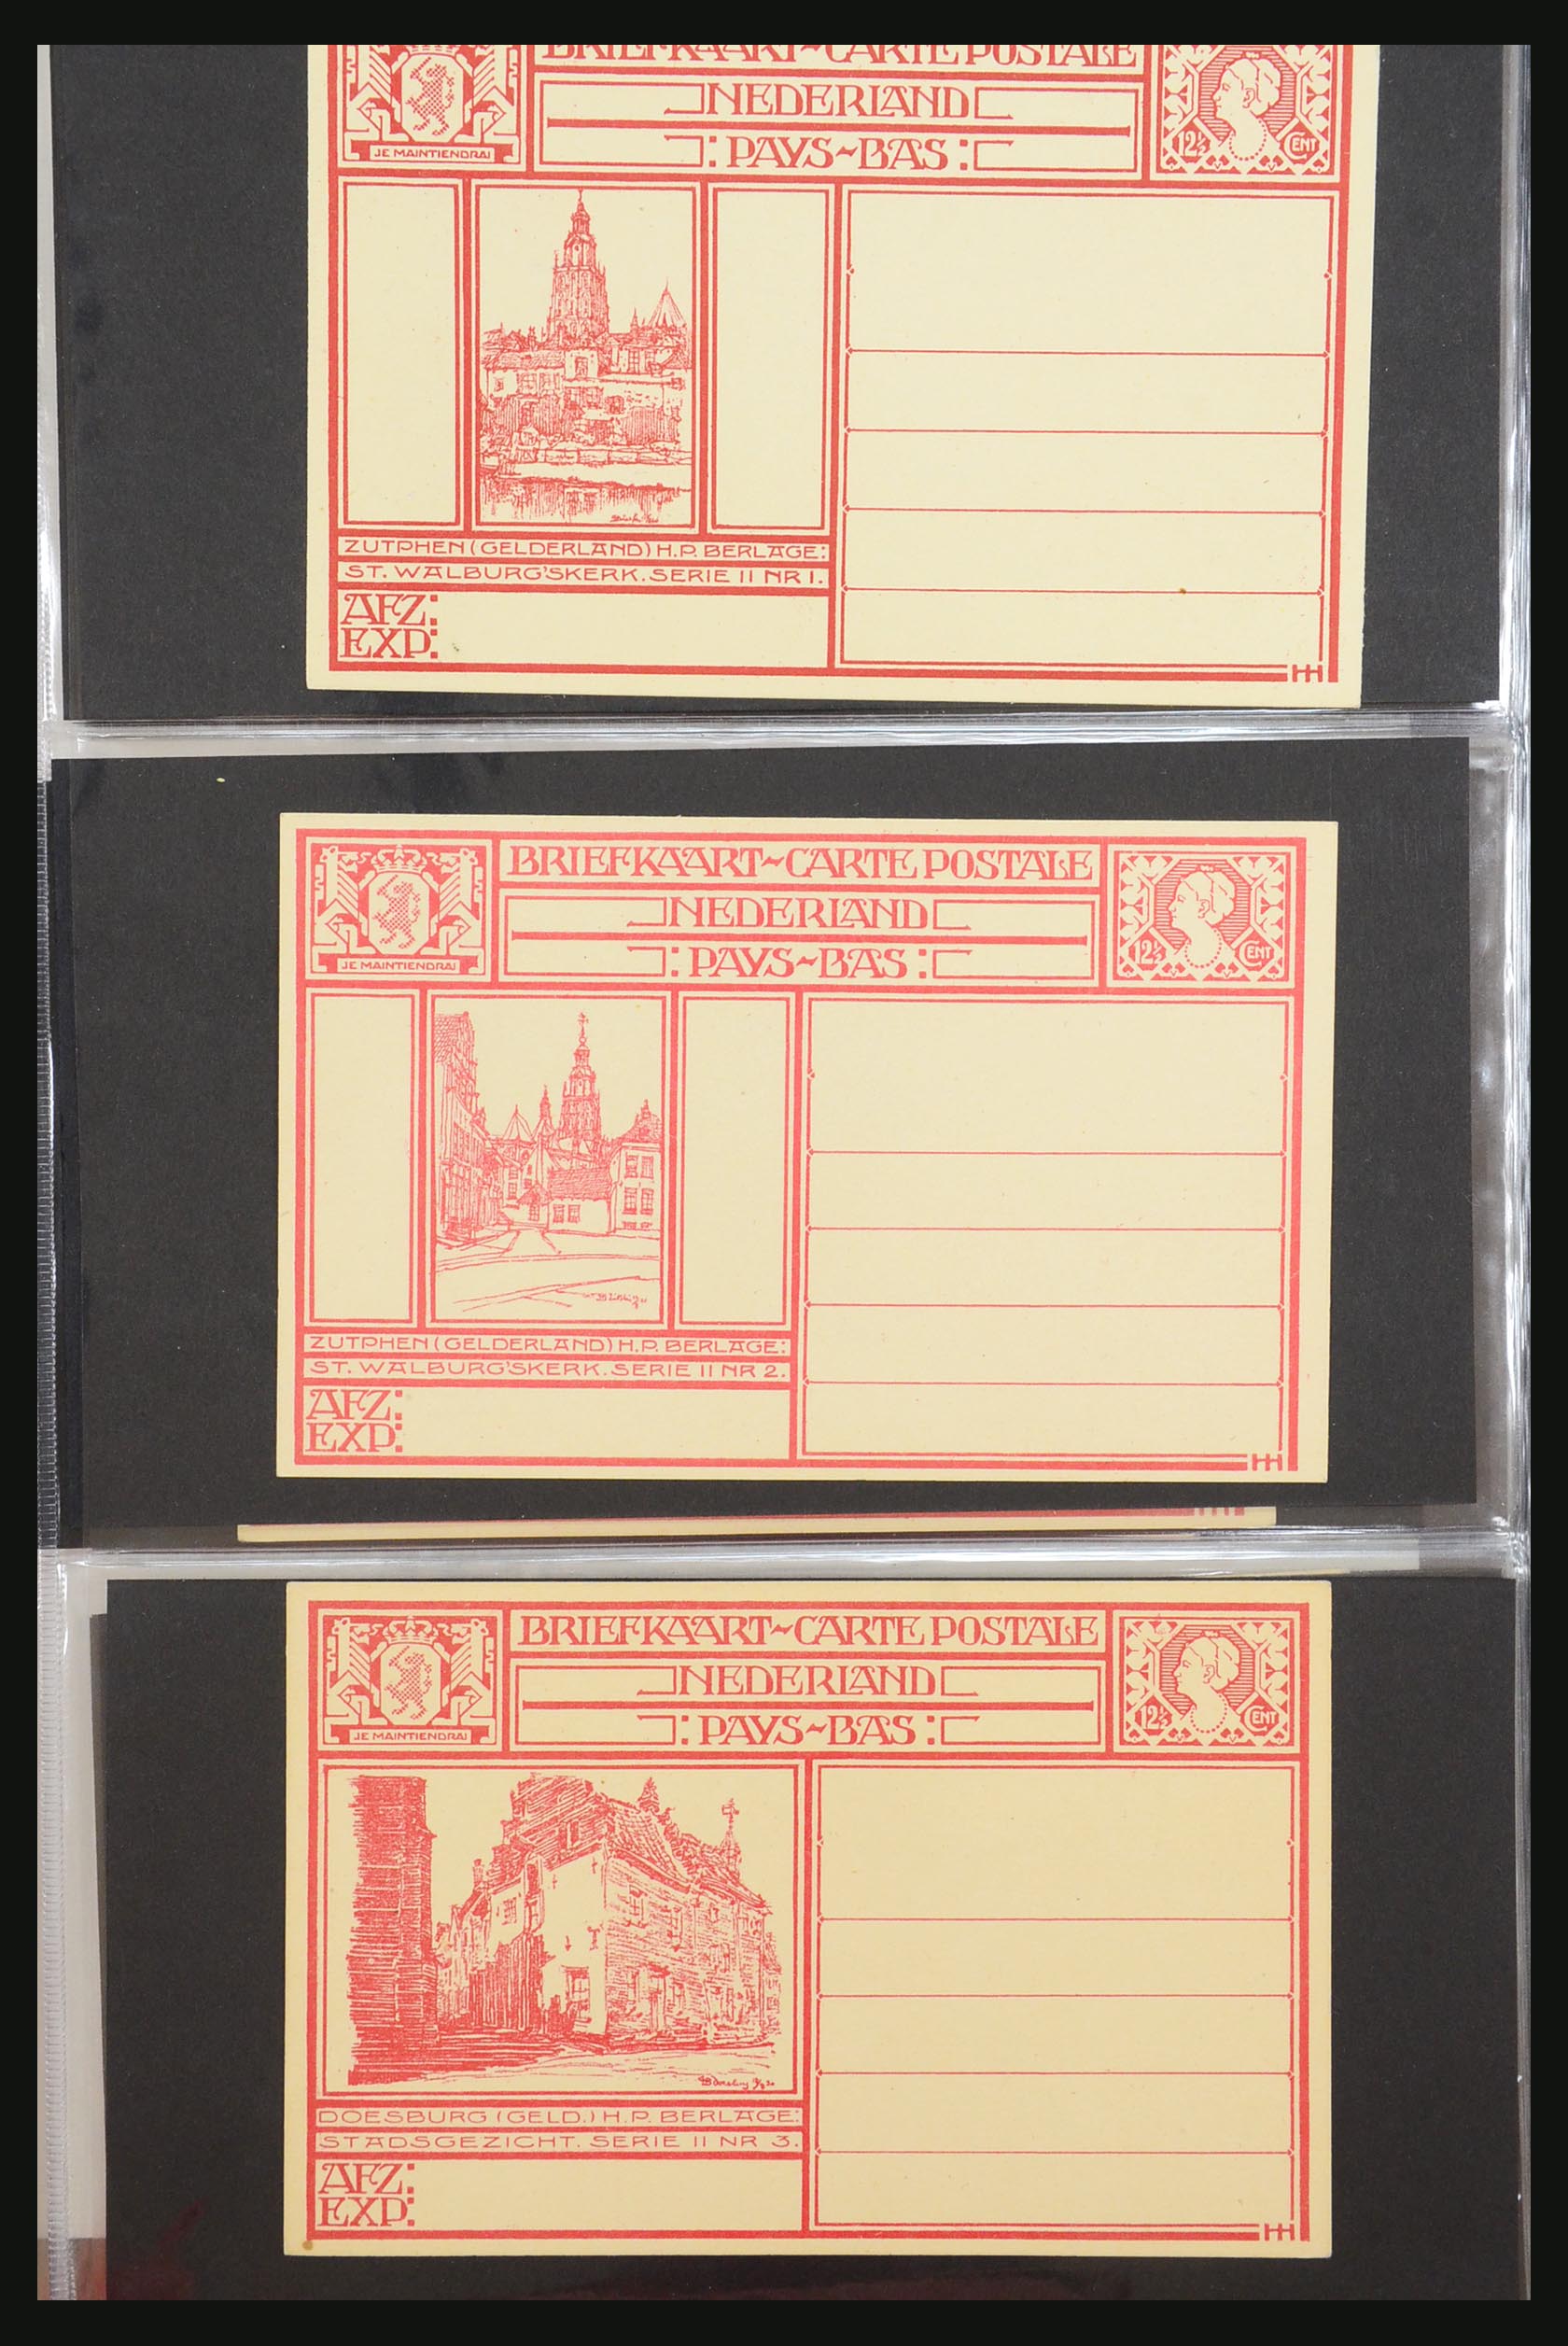 BRIEFKAART~CARTE POSTALE
NEDERLAND
:PAYS~BAS:
JE MAINTIENDRAI
12½ CENT
ZUTPHEN (GELDERLAND) H.P. BERLAGE:
ST. WALBURG'SKERK. SERIE II NR 1.
AFZ:
EXP:
BRIEFKAART~CARTE POSTALE
NEDERLAND
:PAYS~BAS:
JE MAINTIENDRAI
12½ CENT
ZUTPHEN (GELDERLAND) H.P. BERLAGE:
ST. WALBURG'SKERK. SERIE II NR 2.
AFZ:
EXP:
BRIEFKAART~CARTE POSTALE
NEDERLAND
:PAYS~BAS:
JE MAINTIENDRAI
12½ CENT
DOESBURG (GELD.) H.P. BERLAGE:
STADSGEZICHT. SERIE II NR 3.
AFZ:
EXP: